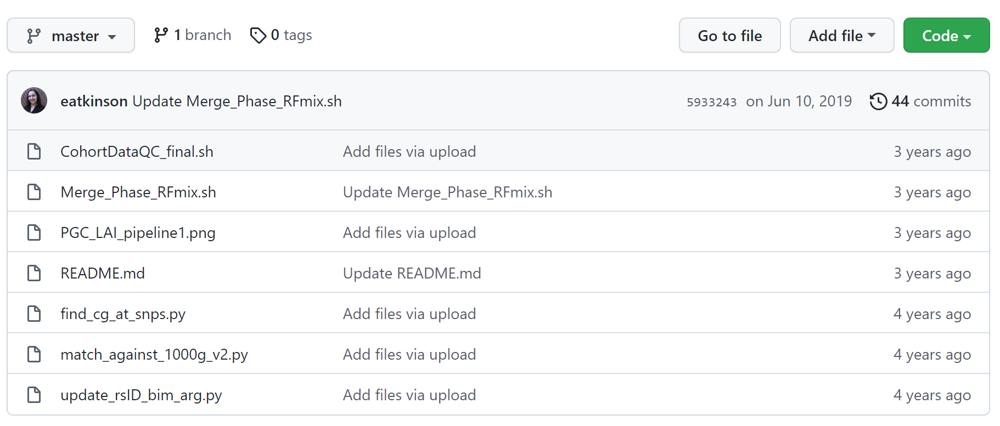 master 1 branch 0 tags Go to file Add file Code
eatkinson Update Merge_Phase_RFmix.sh 5933243 on Jun 10, 2019 44 commits
CohortDataQC_final.sh Add files via upload 3 years ago
Merge_Phase_RFmix.sh Update Merge_Phase_RFmix.sh 3 years ago
PGC_LAI_pipeline1.png Add files via upload 3 years ago
README.md Update README.md 3 years ago
find_cg_at_snps.py Add files via upload 4 years ago
match_against_1000g_v2.py Add files via upload 4 years ago
update_rsID_bim_arg.py Add files via upload 4 years ago